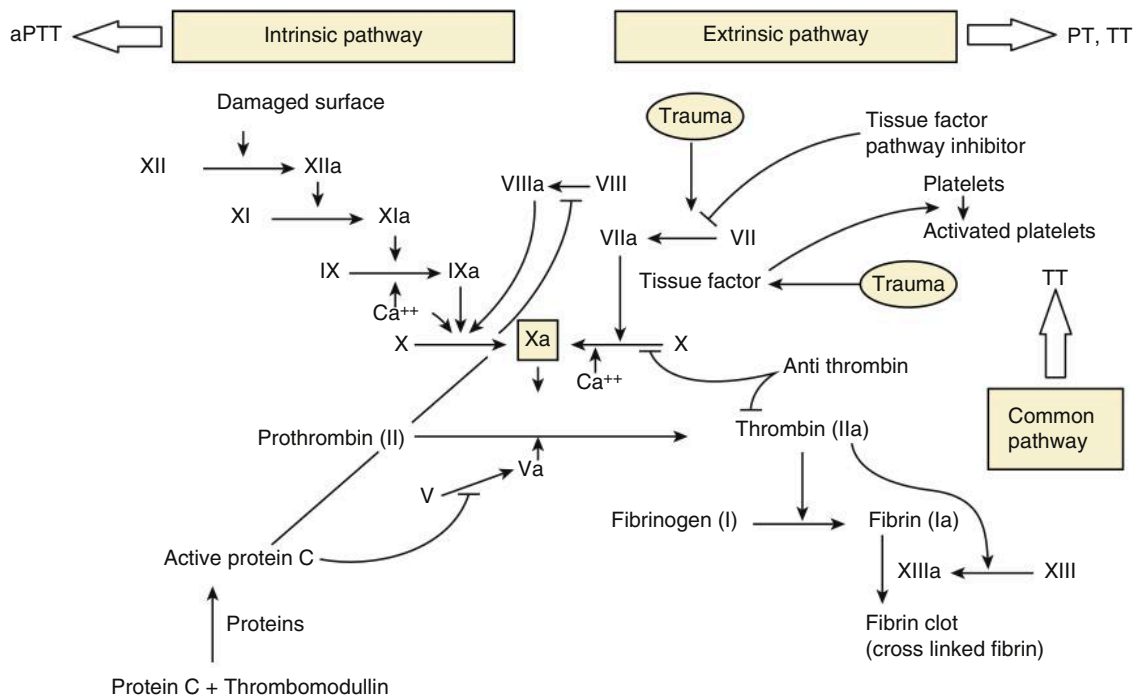 aPTT
Intrinsic pathway
Extrinsic pathway
PT, TT
Damaged surface
Trauma
Tissue factor
pathway inhibitor
XII
XIIa
VIIIa
VIII
Platelets
XI
XIa
VIIa
VII
Activated platelets
IX
IXa
Tissue factor
Trauma
TT
Ca++
X
Xa
X
Ca++
Anti thrombin
Common
pathway
Prothrombin (II)
Thrombin (IIa)
Va
V
Fibrinogen (I)
Fibrin (Ia)
Active protein C
XIIIa
XIII
Proteins
Fibrin clot
(cross linked fibrin)
Protein C + Thrombomodullin